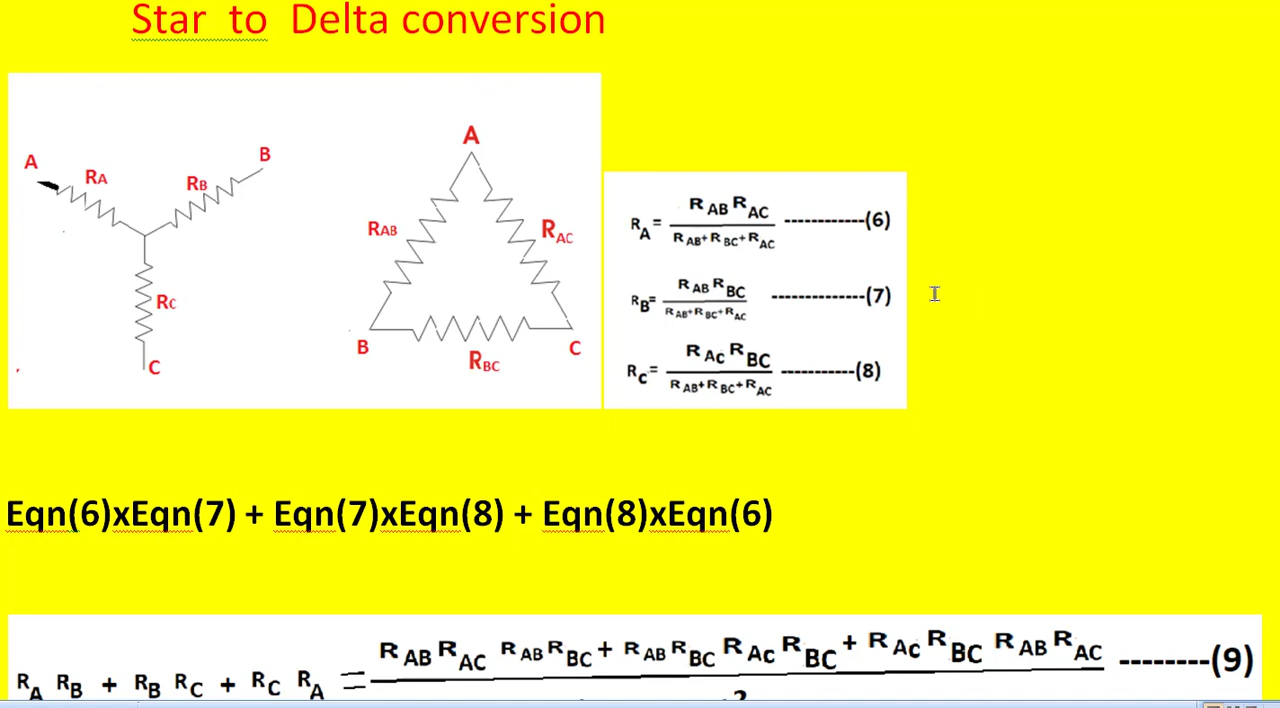 Star to Delta conversion
A
B
RA
RB
RC
C
A
RAB
RAC
B
C
RBC
RA= RAB RAC ------------(6)
RAB+RBC+RAC
RB= RAB RBC --------------(7)
RAB+RBC+RAC
RC= RAC RBC -----------(8)
RAB+RBC+RAC
Eqn(6)xEqn(7) + Eqn(7)xEqn(8) + Eqn(8)xEqn(6)
RAB RAC RAB RBC + RAB RBC RAC RBC + RAC RBC RAB RAC --------(9)
RA RB + RB RC + RC RA =
2